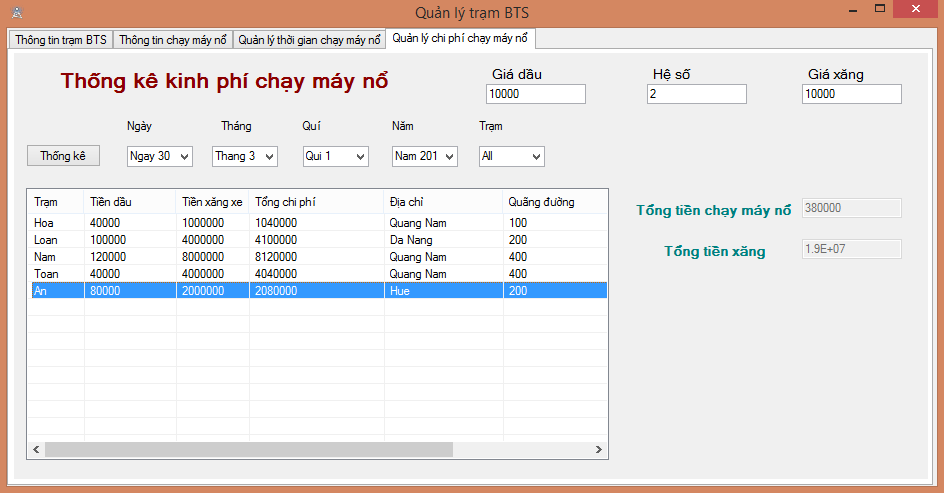 Quản lý trạm BTS
Thông tin trạm BTS Thông tin chạy máy nổ Quản lý thời gian chạy máy nổ Quản lý chi phí chạy máy nổ
Thống kê kinh phí chạy máy nổ
Giá dầu Hệ số Giá xăng
10000 2 10000
Ngày Tháng Quí Năm Trạm
Thống kê Ngay 30 Thang 3 Qui 1 Nam 201 All
Trạm Tiền dầu Tiền xăng xe Tổng chi phí Địa chỉ Quãng đường
Hoa 40000 1000000 1040000 Quang Nam 100
Loan 100000 4000000 4100000 Da Nang 200
Nam 120000 8000000 8120000 Quang Nam 400
Toan 40000 4000000 4040000 Quang Nam 400
An 80000 2000000 2080000 Hue 200
Tổng tiền chạy máy nổ 380000
Tổng tiền xăng 1.9E+07